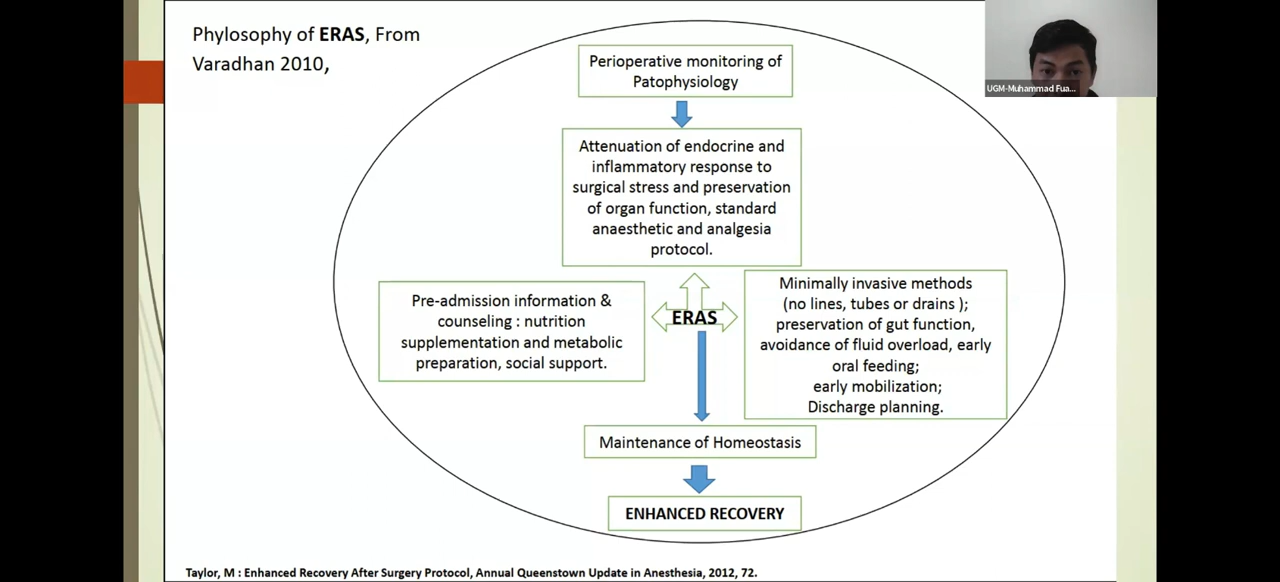 Phylosophy of ERAS, From
Varadhan 2010,
UGM-Muhammad Fua...
Perioperative monitoring of
Patophysiology
Attenuation of endocrine and
inflammatory response to
surgical stress and preservation
of organ function, standard
anaesthetic and analgesia
protocol.
Pre-admission information &
counseling : nutrition
supplementation and metabolic
preparation, social support.
ERAS
Minimally invasive methods
(no lines, tubes or drains );
preservation of gut function,
avoidance of fluid overload, early
oral feeding;
early mobilization;
Discharge planning.
Maintenance of Homeostasis
ENHANCED RECOVERY
Taylor, M : Enhanced Recovery After Surgery Protocol, Annual Queenstown Update in Anesthesia, 2012, 72.